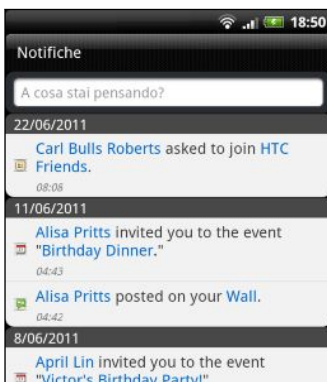 18:50
Notifiche
A cosa stai pensando?
22/06/2011
Carl Bulls Roberts asked to join HTC
Friends.
08:08
11/06/2011
Alisa Pritts invited you to the event
"Birthday Dinner."
04:43
Alisa Pritts posted on your Wall.
04:42
8/06/2011
April Lin invited you to the event
"Victor's Birthday Party!"